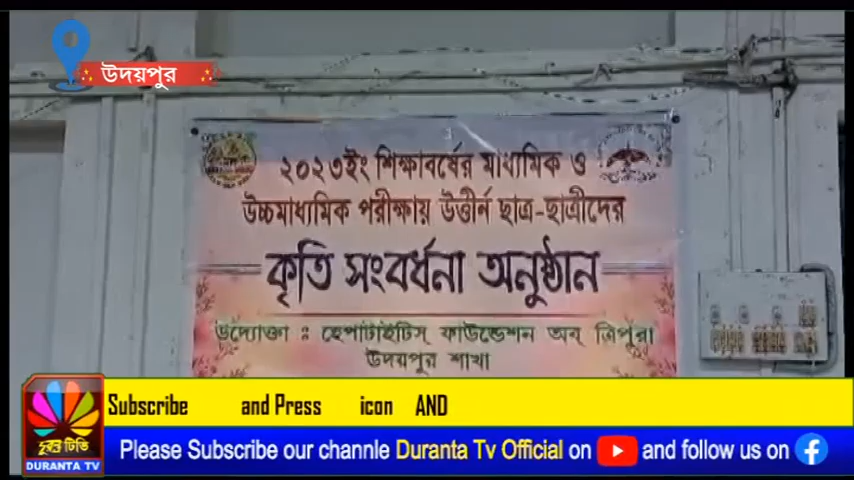 উদয়পুর
২০২৩ইং শিক্ষাবর্ষের মাধ্যমিক ও
উচ্চমাধ্যমিক পরীক্ষায় উত্তীর্ন ছাত্র-ছাত্রীদের
কৃতি সংবর্ধনা অনুষ্ঠান
উদ্যোক্তা : হেপাটাইটিস্ ফাউন্ডেশন অব্ ত্রিপুরা
উদয়পুর শাখা
Subscribe and Press icon AND
দুরন্ত টিভি
DURANTA TV
Please Subscribe our channle Duranta Tv Official on and follow us on